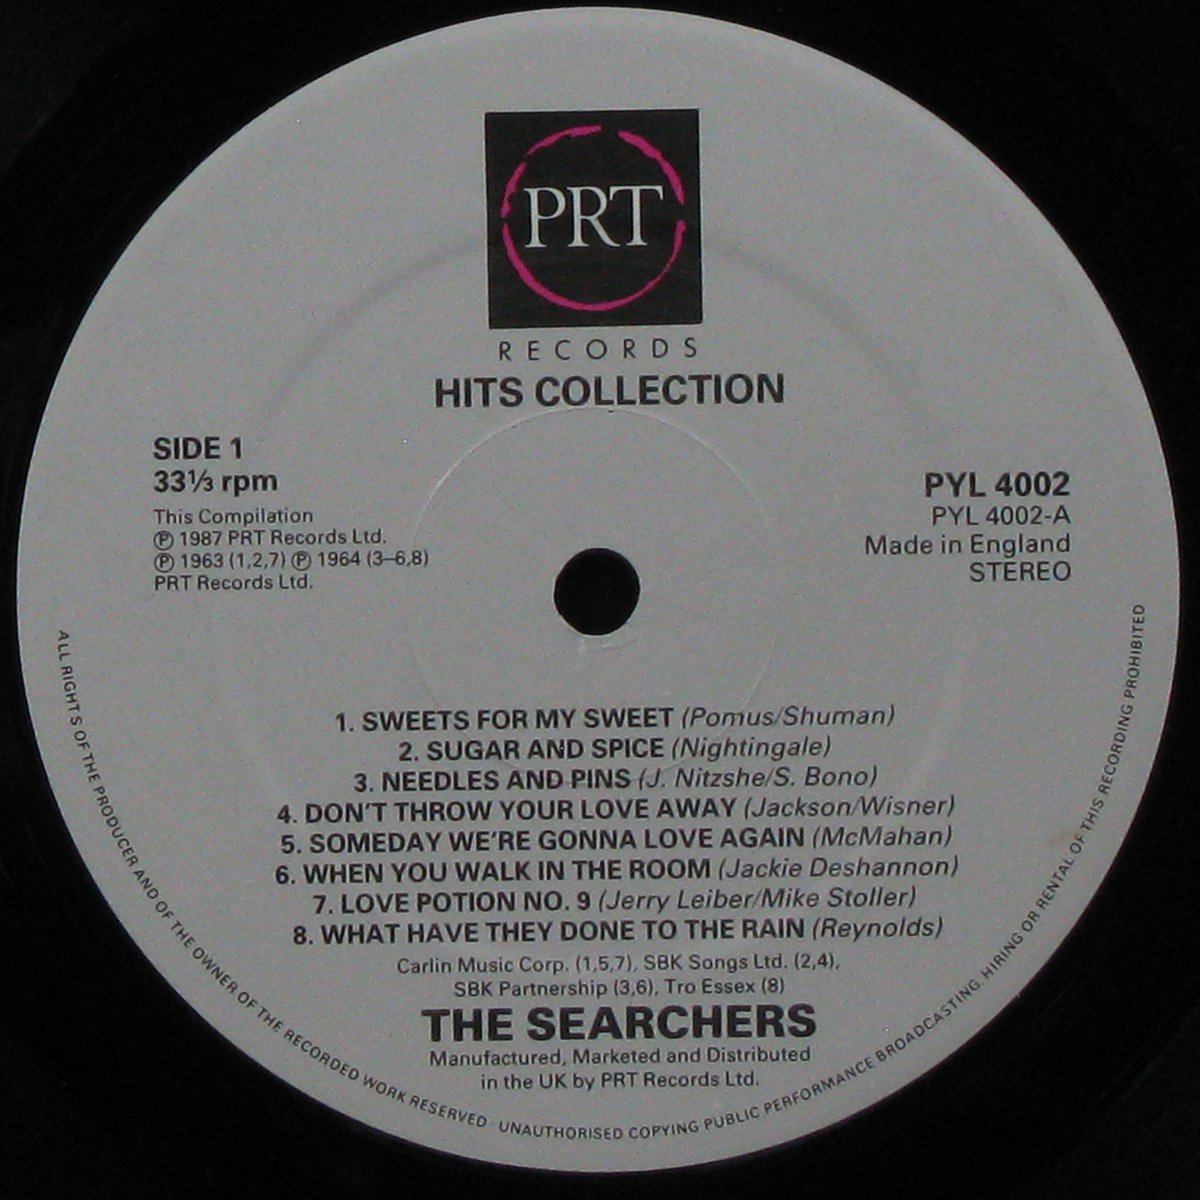 PRT
RECORDS
HITS COLLECTION
SIDE 1
33⅓ rpm
This Compilation
℗ 1987 PRT Records Ltd.
℗ 1963 (1,2,7) ℗ 1964 (3–6,8)
PRT Records Ltd.
PYL 4002
PYL 4002-A
Made in England
STEREO
1. SWEETS FOR MY SWEET (Pomus/Shuman)
2. SUGAR AND SPICE (Nightingale)
3. NEEDLES AND PINS (J. Nitzshe/S. Bono)
4. DON'T THROW YOUR LOVE AWAY (Jackson/Wisner)
5. SOMEDAY WE'RE GONNA LOVE AGAIN (McMahan)
6. WHEN YOU WALK IN THE ROOM (Jackie Deshannon)
7. LOVE POTION NO. 9 (Jerry Leiber/Mike Stoller)
8. WHAT HAVE THEY DONE TO THE RAIN (Reynolds)
Carlin Music Corp. (1,5,7), SBK Songs Ltd. (2,4),
SBK Partnership (3,6), Tro Essex (8)
THE SEARCHERS
Manufactured, Marketed and Distributed
in the UK by PRT Records Ltd.
ALL RIGHTS OF THE PRODUCER AND OF THE OWNER OF THE RECORDED WORK RESERVED UNAUTHORISED COPYING PUBLIC PERFORMANCE BROADCASTING. HIRING OR RENTAL OF THIS RECORDING PROHIBITED